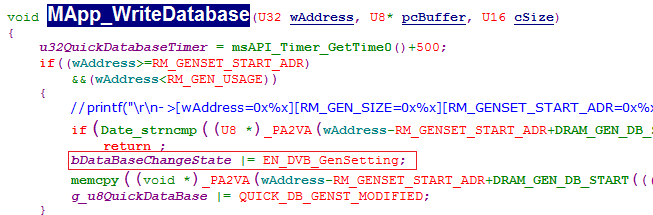 void MApp_WriteDatabase(U32 wAddress, U8* pcBuffer, U16 cSize)
{
u32QuickDatabaseTimer = msAPI_Timer_GetTime0()+500;
if((wAddress>=RM_GENSET_START_ADR)
&&(wAddress<RM_GEN_USAGE))
{
//printf("\r\n->[wAddress=0x%x][RM_GEN_SIZE=0x%x][RM_GENSET_START_ADR=0x%x
if(Date_strncmp((U8 *)_PA2VA(wAddress-RM_GENSET_START_ADR+DRAM_GEN_DB_S
return ;
bDataBaseChangeState |= EN_DVB_GenSetting;
memcpy((void *)_PA2VA(wAddress-RM_GENSET_START_ADR+DRAM_GEN_DB_START(((
g_u8QuickDataBase |= QUICK_DB_GENST_MODIFIED;
}